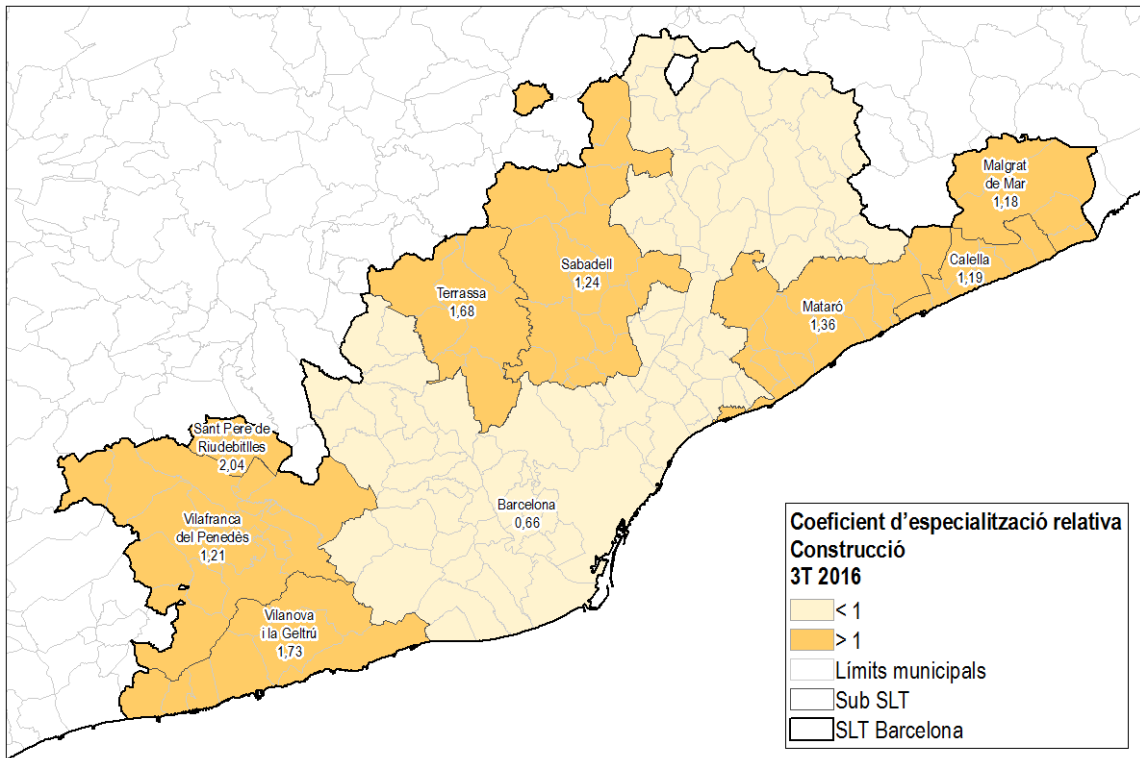 Malgrat
de Mar
1,18
Calella
1,19
Sabadell
1,24
Terrassa
1,68
Mataró
1,36
Sant Pere de
Riudebitlles
2,04
Vilafranca
del Penedès
1,21
Barcelona
0,66
Vilanova
i la Geltrú
1,73
Coeficient d'especialització relativa
Construcció
3T 2016
< 1
> 1
Límits municipals
Sub SLT
SLT Barcelona